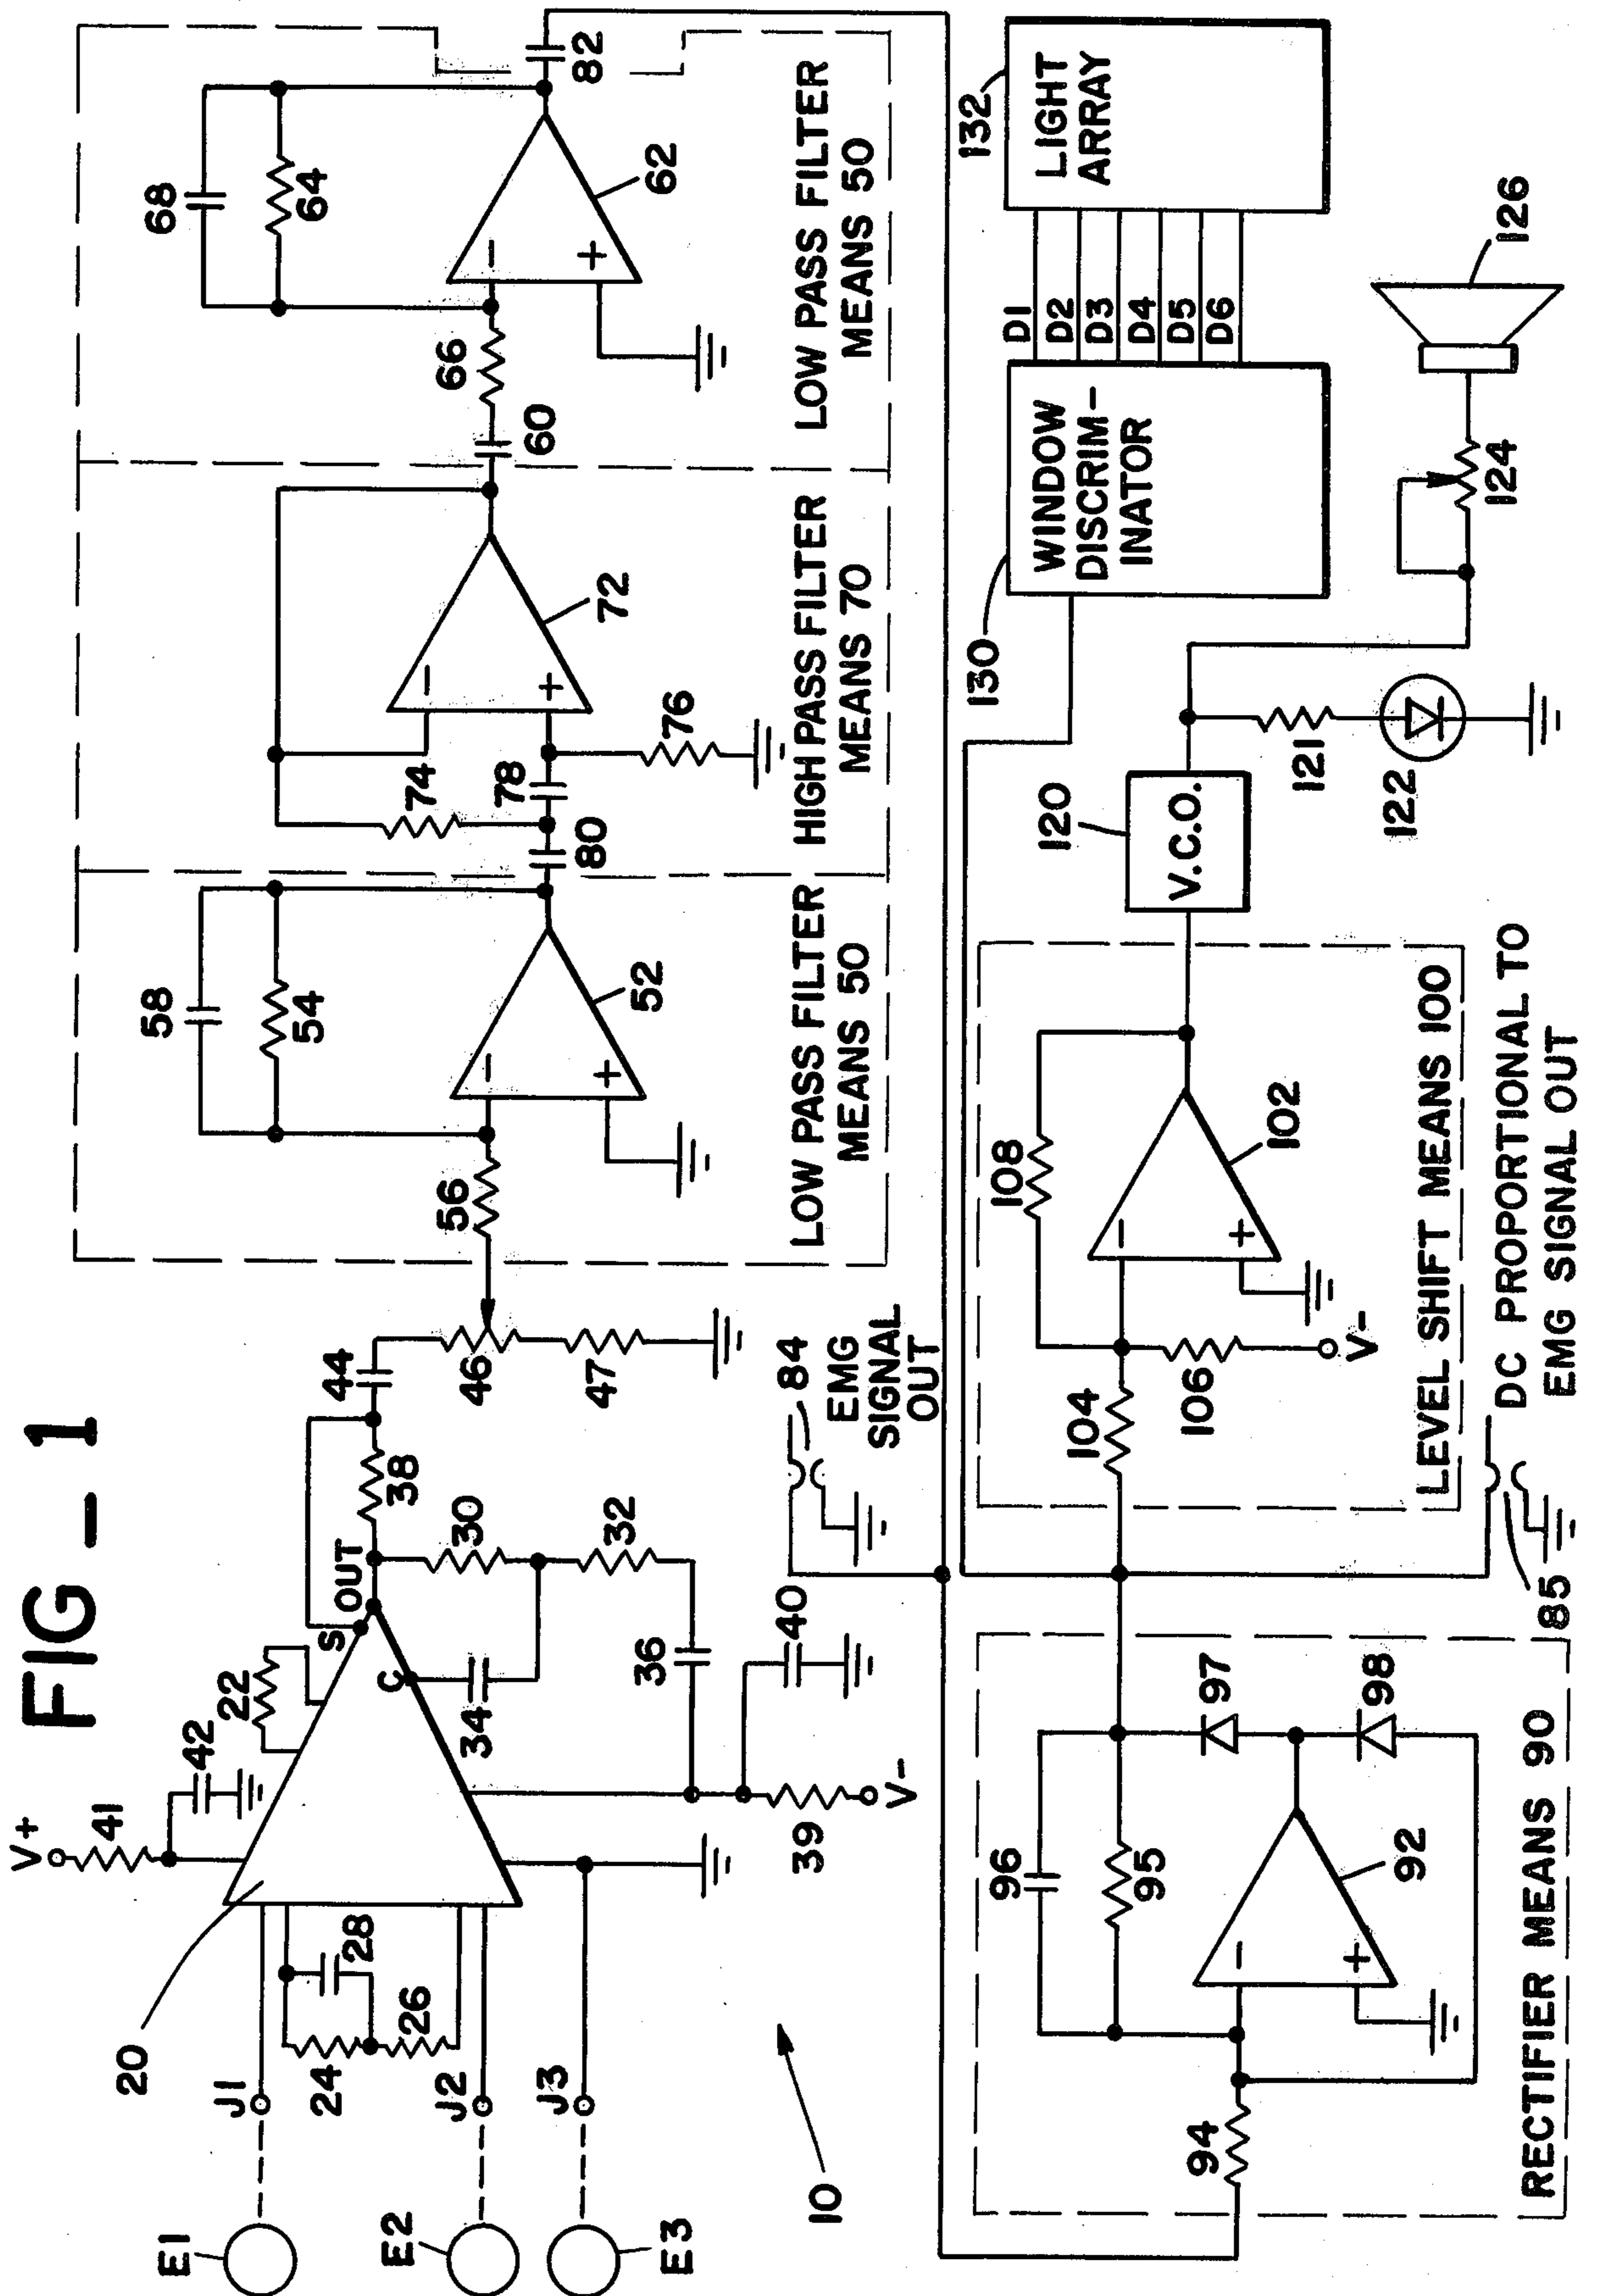 FIG - 1
E1
E2
E3
J1
J2
J3
10
20
24
26
28
V+
41
42
22
S
OUT
C
34
30
32
36
38
39
V-
40
44
46
47
56
58
54
-
+
52
LOW PASS FILTER
MEANS 50
80
78
74
76
-
+
72
HIGH PASS FILTER
MEANS 70
60
66
68
64
-
+
62
LOW PASS FILTER
MEANS 50
82
84
EMG
SIGNAL
OUT
94
96
95
-
+
92
97
98
RECTIFIER MEANS 90
85
DC PROPORTIONAL TO
EMG SIGNAL OUT
104
106
V-
108
-
+
102
LEVEL SHIFT MEANS 100
120
V.C.O.
121
122
124
126
130
WINDOW
DISCRIM-
INATOR
D1
D2
D3
D4
D5
D6
132
LIGHT
ARRAY